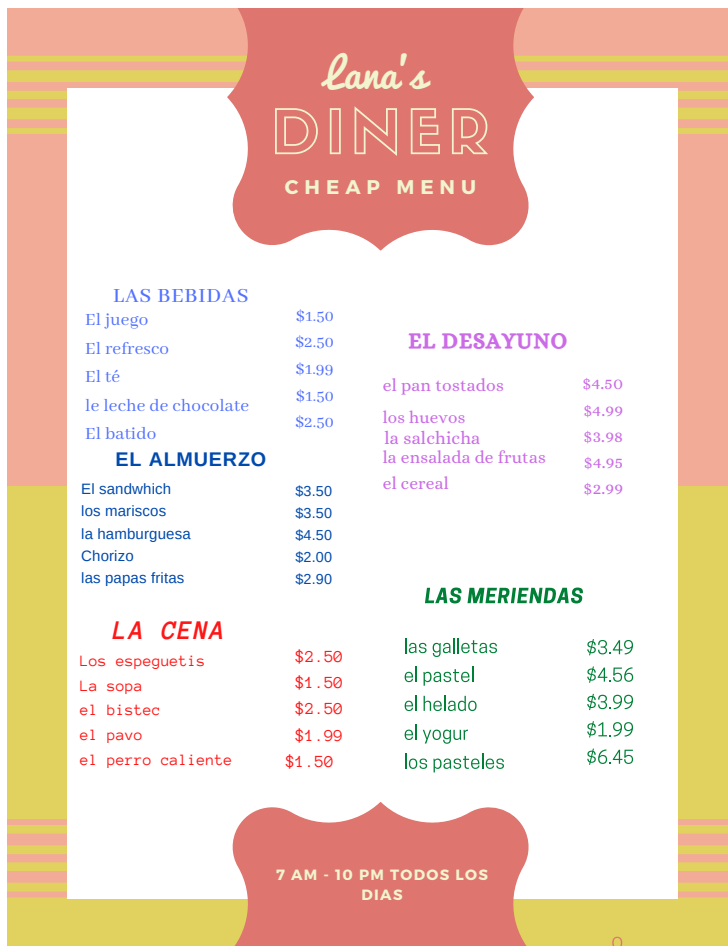 Lana's
DINER
CHEAP MENU
LAS BEBIDAS
El juego $1.50
El refresco $2.50
El té $1.99
le leche de chocolate $1.50
El batido $2.50
EL ALMUERZO
El sandwhich $3.50
los mariscos $3.50
la hamburguesa $4.50
Chorizo $2.00
las papas fritas $2.90
LA CENA
Los espeguetis $2.50
La sopa $1.50
el bistec $2.50
el pavo $1.99
el perro caliente $1.50
EL DESAYUNO
el pan tostados $4.50
los huevos $4.99
la salchicha $3.98
la ensalada de frutas $4.95
el cereal $2.99
LAS MERIENDAS
las galletas $3.49
el pastel $4.56
el helado $3.99
el yogur $1.99
los pasteles $6.45
7 AM - 10 PM TODOS LOS
DIAS